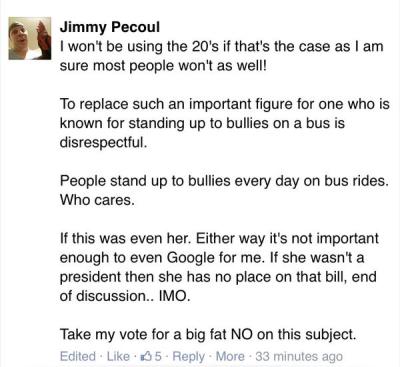 Jimmy Pecoul
I won't be using the 20's if that's the case as I am
sure most people won't as well!
To replace such an important figure for one who is
known for standing up to bullies on a bus is
disrespectful.
People stand up to bullies every day on bus rides.
Who cares.
If this was even her. Either way it's not important
enough to even Google for me. If she wasn't a
president then she has no place on that bill, end
of discussion.. IMO.
Take my vote for a big fat NO on this subject.
Edited · Like · 5 · Reply · More · 33 minutes ago